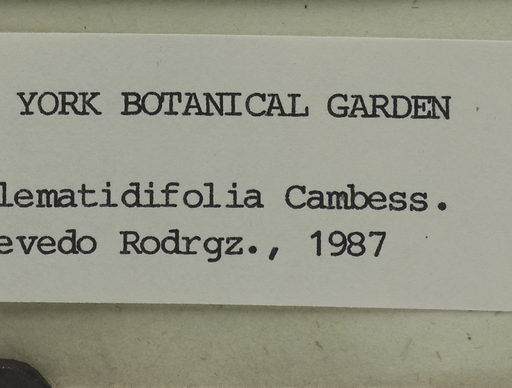 YORK BOTANICAL GARDEN
lematidifolia Cambess.
evedo Rodrgz., 1987